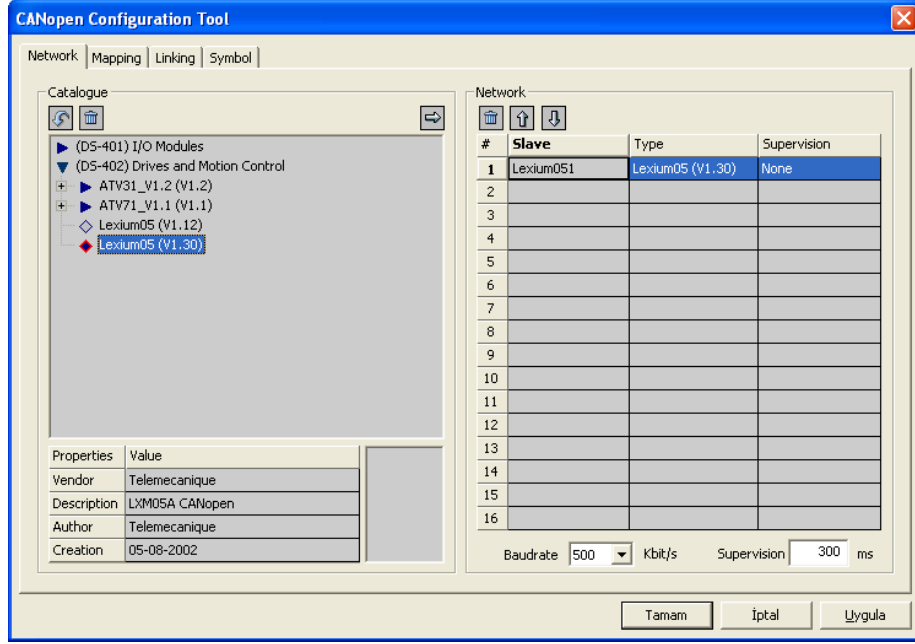 CANopen Configuration Tool
Network Mapping Linking Symbol
Catalogue
(DS-401) I/O Modules
(DS-402) Drives and Motion Control
ATV31_V1.2 (V1.2)
ATV71_V1.1 (V1.1)
Lexium05 (V1.12)
Lexium05 (V1.30)
Properties Value
Vendor Telemecanique
Description LXM05A CANopen
Author Telemecanique
Creation 05-08-2002
Network
# Slave Type Supervision
1 Lexium051 Lexium05 (V1.30) None
2
3
4
5
6
7
8
9
10
11
12
13
14
15
16
Baudrate 500 Kbit/s Supervision 300 ms
Tamam İptal Uygula